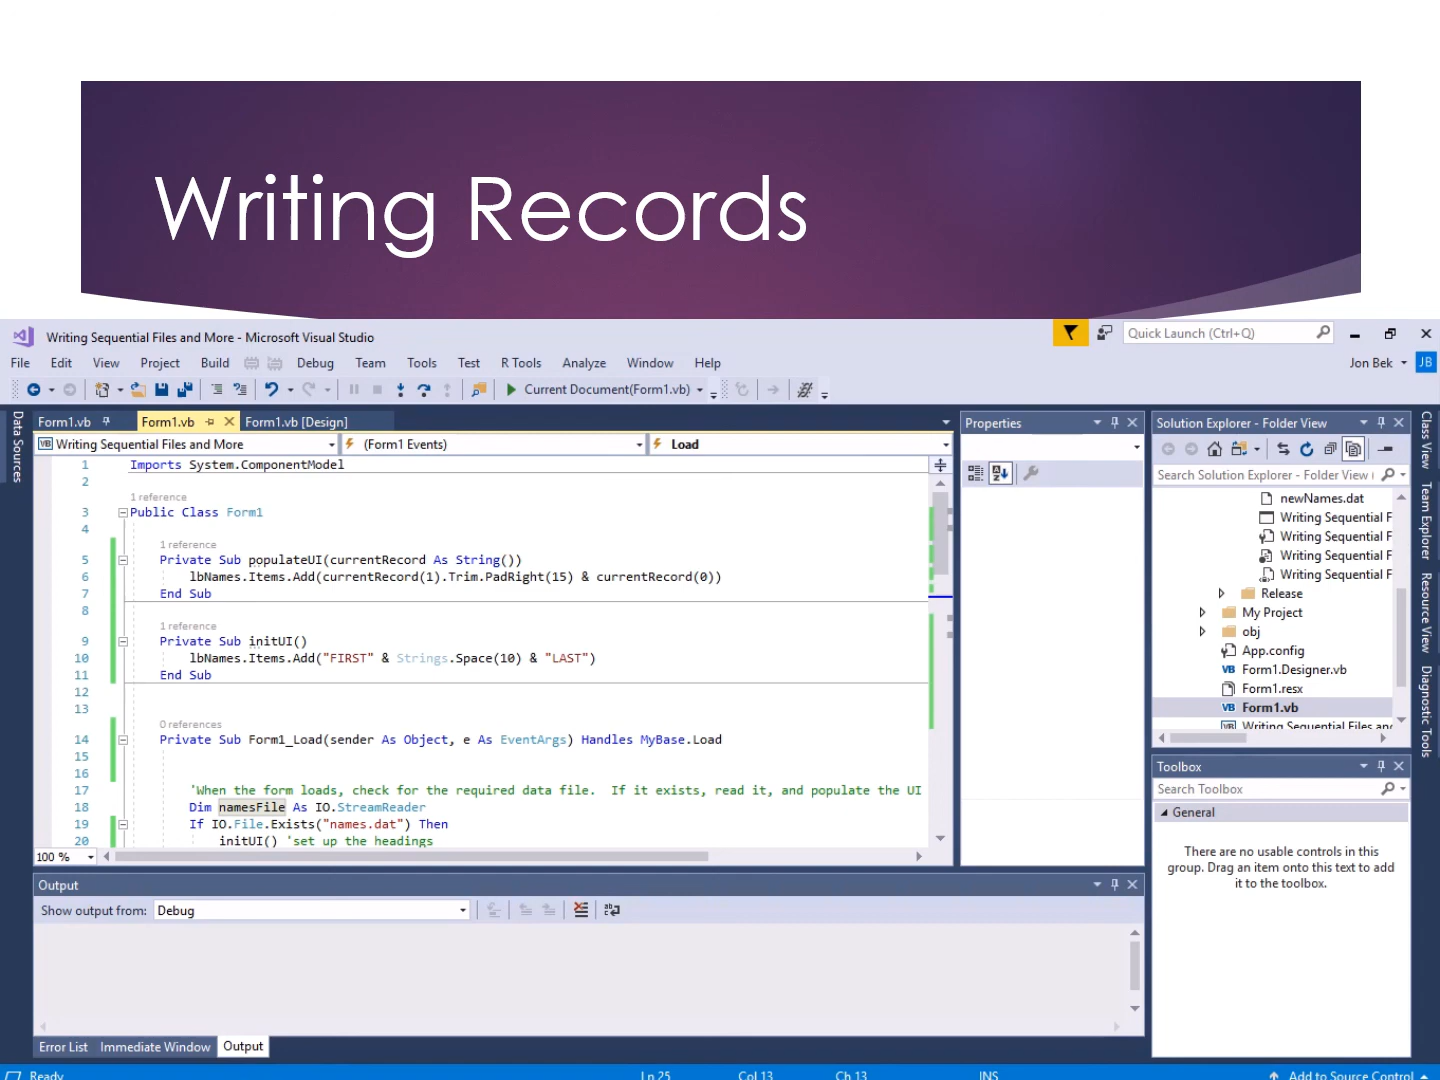 Writing Records
Writing Sequential Files and More - Microsoft Visual Studio
Quick Launch (Ctrl+Q)
File Edit View Project Build Debug Team Tools Test R Tools Analyze Window Help
Jon Bek JB
Current Document(Form1.vb)
Data Sources
Form1.vb Form1.vb Form1.vb [Design]
VB Writing Sequential Files and More (Form1 Events) Load
1 Imports System.ComponentModel
2
1 reference
3 Public Class Form1
4
1 reference
5 Private Sub populateUI(currentRecord As String())
6 lbNames.Items.Add(currentRecord(1).Trim.PadRight(15) & currentRecord(0))
7 End Sub
8
1 reference
9 Private Sub initUI()
10 lbNames.Items.Add("FIRST" & Strings.Space(10) & "LAST")
11 End Sub
12
13
0 references
14 Private Sub Form1_Load(sender As Object, e As EventArgs) Handles MyBase.Load
15
16
17 'When the form loads, check for the required data file. If it exists, read it, and populate the UI
18 Dim namesFile As IO.StreamReader
19 If IO.File.Exists("names.dat") Then
20 initUI() 'set up the headings
100 %
Properties
Solution Explorer - Folder View
Search Solution Explorer - Folder View (
newNames.dat
Writing Sequential F
Writing Sequential F
Writing Sequential F
Writing Sequential F
Release
My Project
obj
App.config
VB Form1.Designer.vb
Form1.resx
VB Form1.vb
VB Writing Sequential Files and
Toolbox
Search Toolbox
General
There are no usable controls in this
group. Drag an item onto this text to add
it to the toolbox.
Class View
Team Explorer
Resource View
Diagnostic Tools
Output
Show output from: Debug
Error List Immediate Window Output
Ready Ln 25 Col 13 Ch 13 INS Add to Source Control